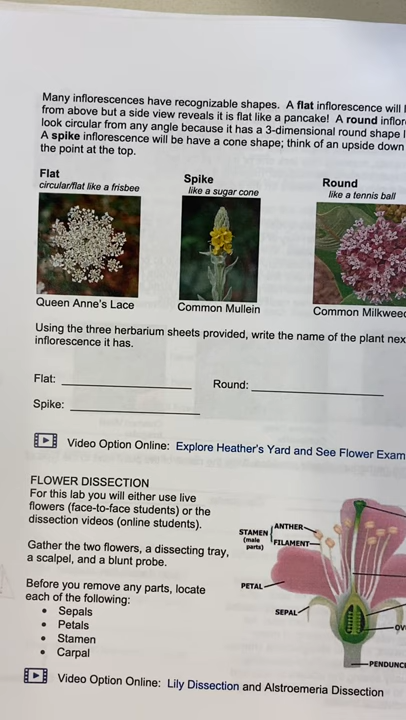 Many inflorescences have recognizable shapes. A flat inflorescence will
from above but a side view reveals it is flat like a pancake! A round
look circular from any angle because it has a 3-dimensional round shape
A spike inflorescence will have a cone shape; think of an upside down
the point at the top.
Flat
circular/flat like a frisbee
Spike
like a sugar cone
Round
like a tennis ball
Queen Anne's Lace
Common Mullein
Common Milkweed
Using the three herbarium sheets provided, write the name of the plant
inflorescence it has.
Flat:
Round:
Spike:
Video Option Online: Explore Heather's Yard and See Flower
FLOWER DISSECTION
For this lab you will either use live
flowers (face-to-face students) or the
dissection videos (online students).
Gather the two flowers, a dissecting tray,
a scalpel, and a blunt probe.
Before you remove any parts, locate
each of the following:
• Sepals
• Petals
• Stamen
• Carpal
STAMEN
(male
parts)
ANTHER
FILAMENT
PETAL
SEPAL
PEDUNC
Video Option Online: Lily Dissection and Alstroemeria Dissection